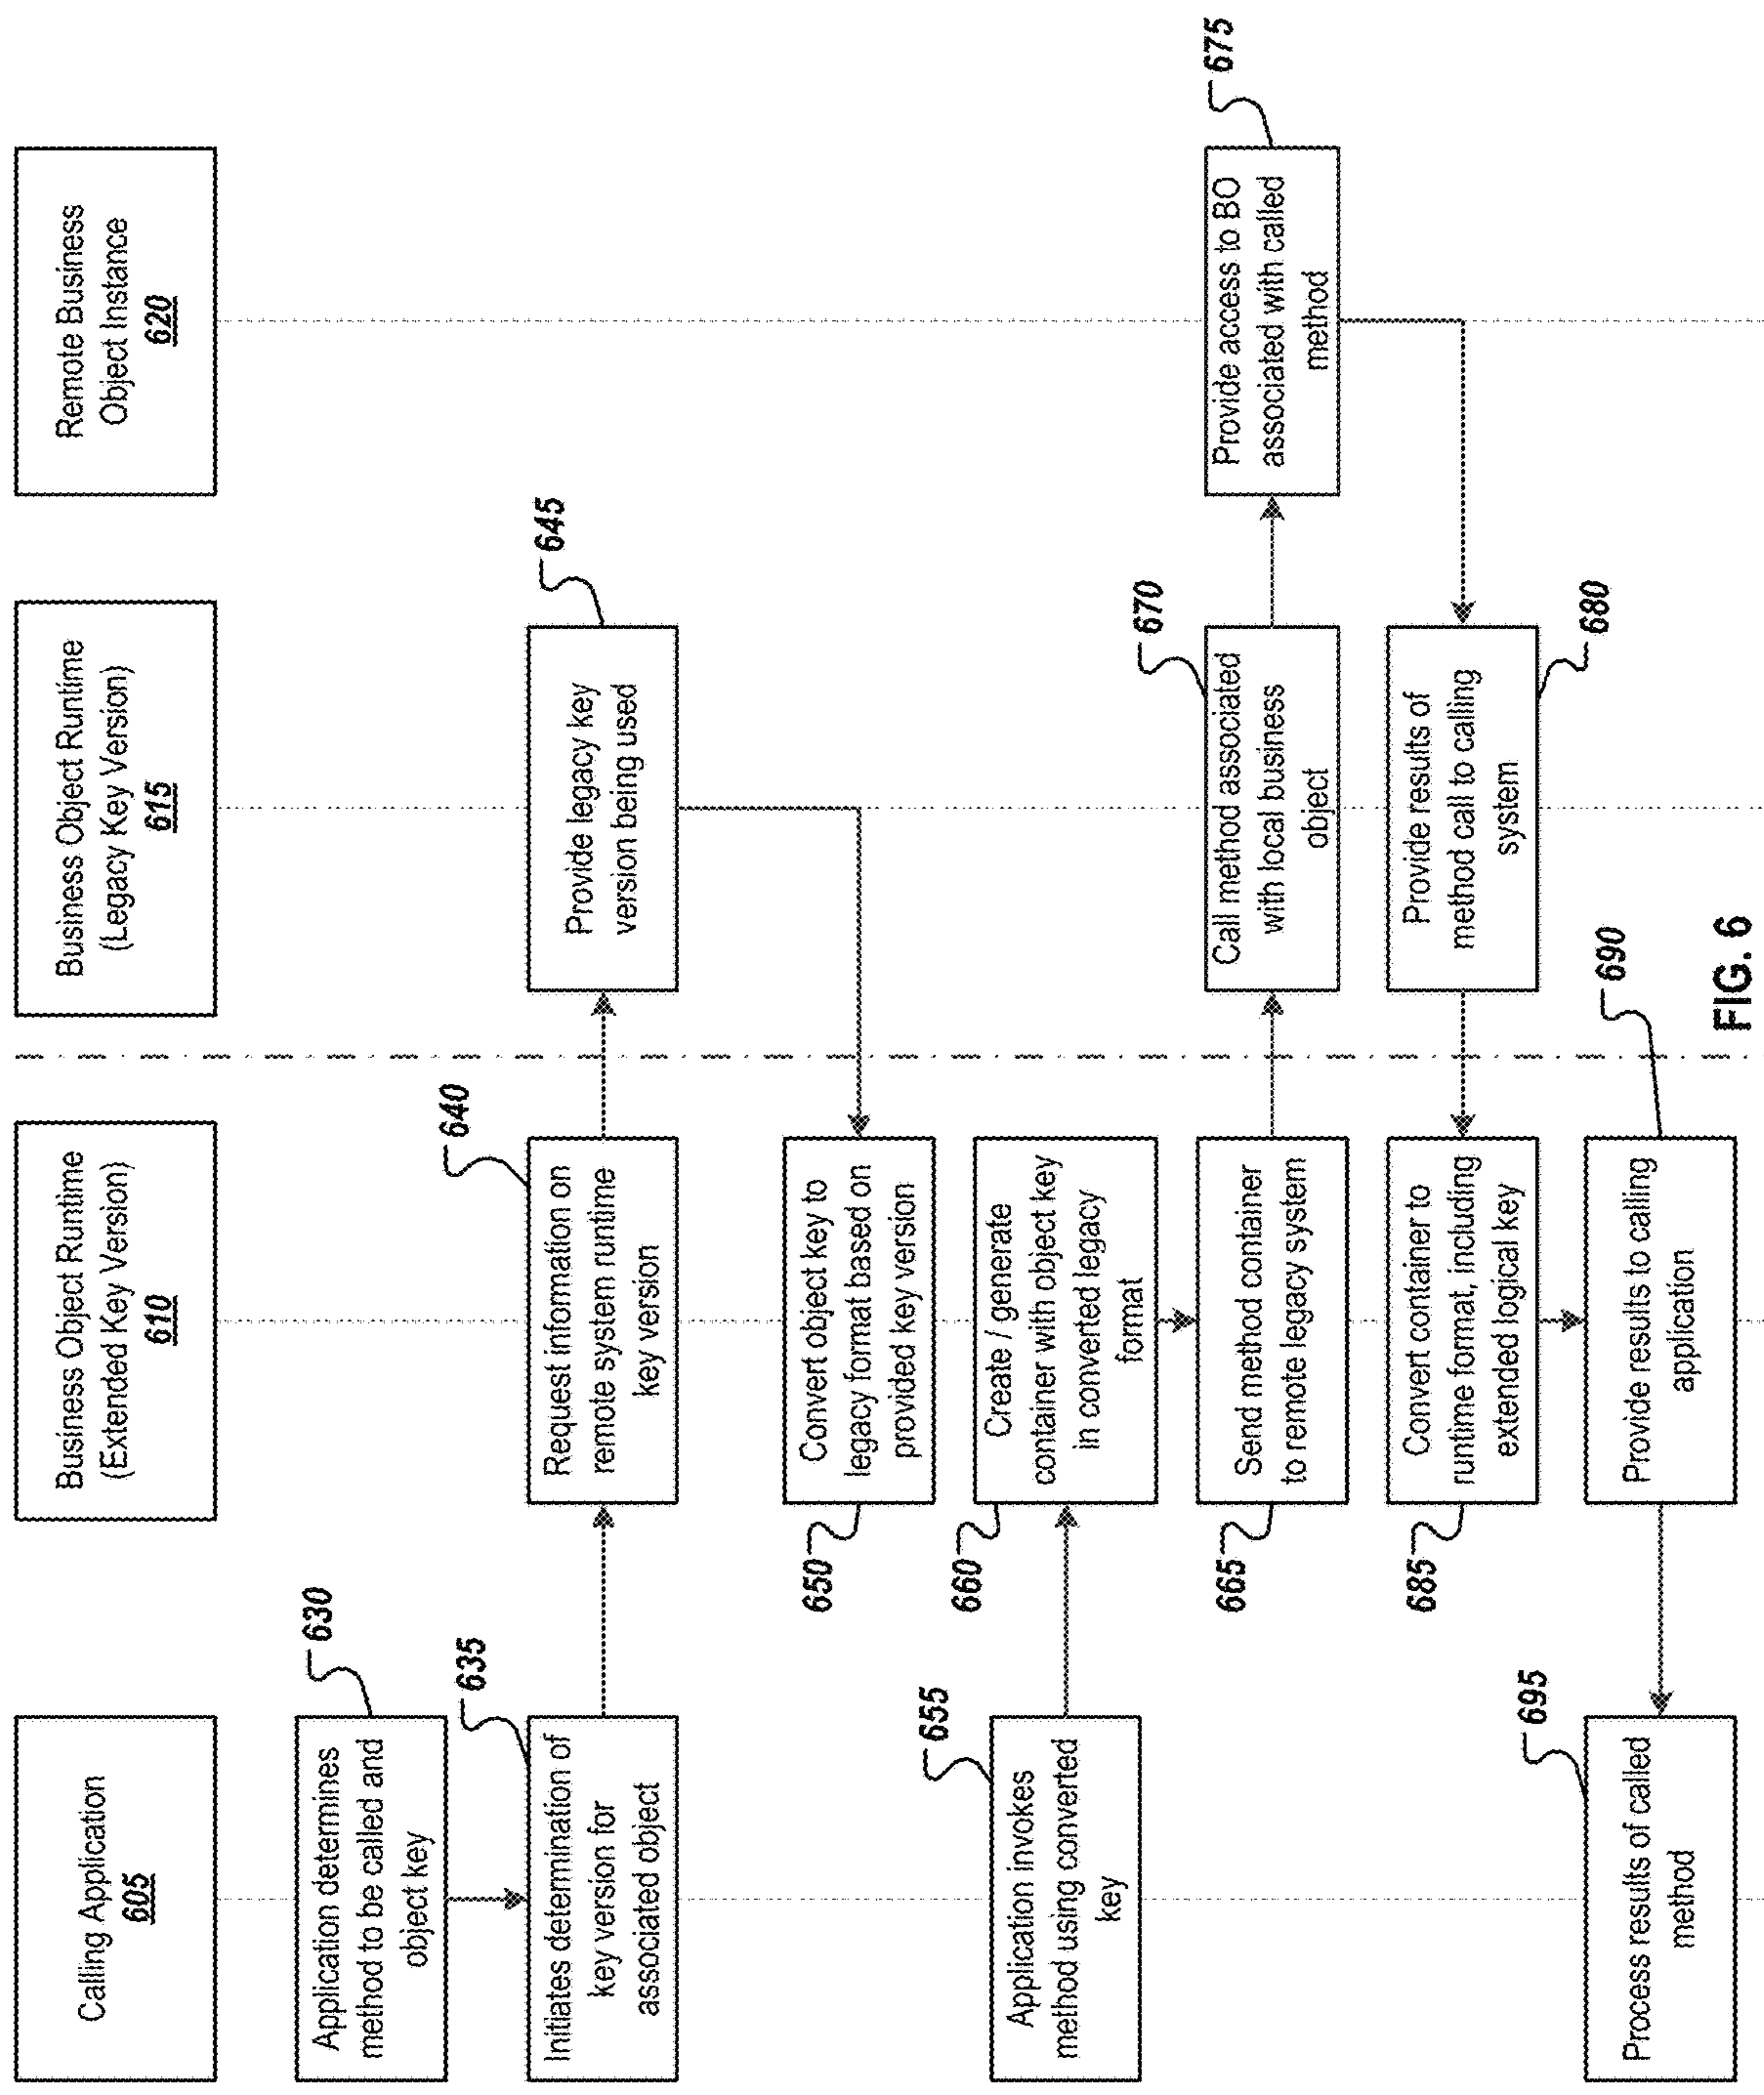 Calling Application
605
Business Object Runtime
(Extended Key Version)
610
Business Object Runtime
(Legacy Key Version)
615
Remote Business
Object Instance
620
630
Application determines
method to be called and
object key
635
Initiates determination of
key version for
associated object
640
Request information on
remote system runtime
key version
645
Provide legacy key
version being used
650
Convert object key to
legacy format based on
provided key version
655
Application invokes
method using converted
key
660
Create / generate
container with object key
in converted legacy
format
665
Send method container
to remote legacy system
670
Call method associated
with local business
object
675
Provide access to BO
associated with called
method
680
Provide results of
method call to calling
system
685
Convert container to
runtime format, including
extended logical key
690
Provide results to calling
application
695
Process results of called
method
FIG. 6